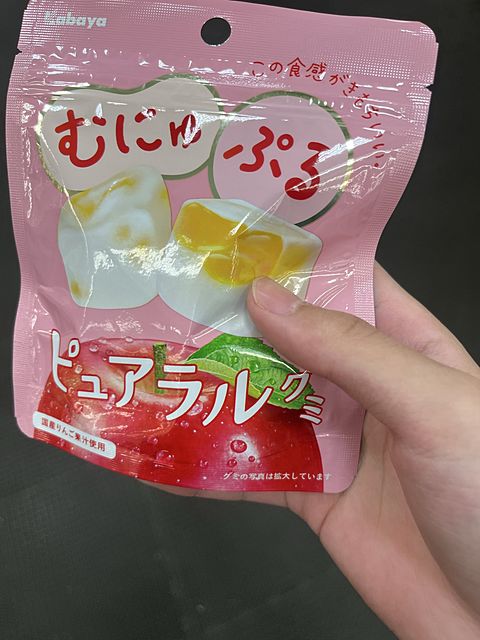 Kabaya
この食感がきもちいい。
むにゅ
ぷる
ピュアラルグミ
国産りんご果汁使用
グミの写真は拡大しています